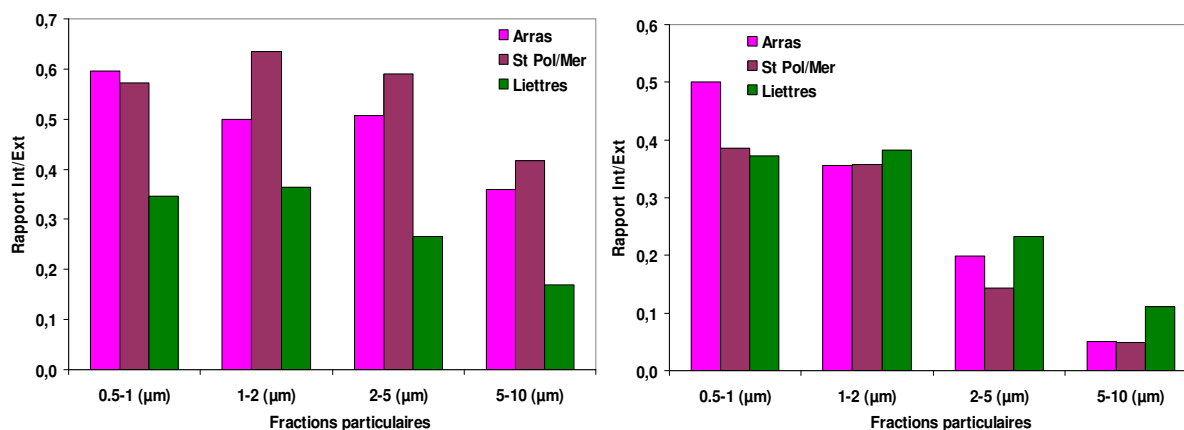 0,7
0,6
0,5
0,4
0,3
0,2
0,1
0,0
Rapport Int/Ext
Arras
St Pol/Mer
Liettres
0.5-1 (µm)
1-2 (µm)
2-5 (µm)
5-10 (µm)
Fractions particulaires
0,6
0,5
0,4
0,3
0,2
0,1
0,0
Rapport Int/Ext
Arras
St Pol/Mer
Liettres
0.5-1 (µm)
1-2 (µm)
2-5 (µm)
5-10 (µm)
Fractions particulaires